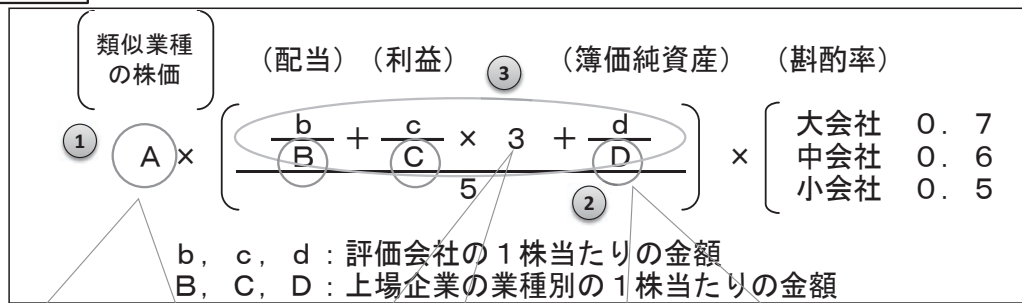 類似業種
の株価
(配当) (利益) ③ (簿価純資産) (斟酌率)
① A × b/B + c/C × 3 + d/D
5
② ×
大会社 0.7
中会社 0.6
小会社 0.5
b, c, d:評価会社の1株当たりの金額
B, C, D:上場企業の業種別の1株当たりの金額